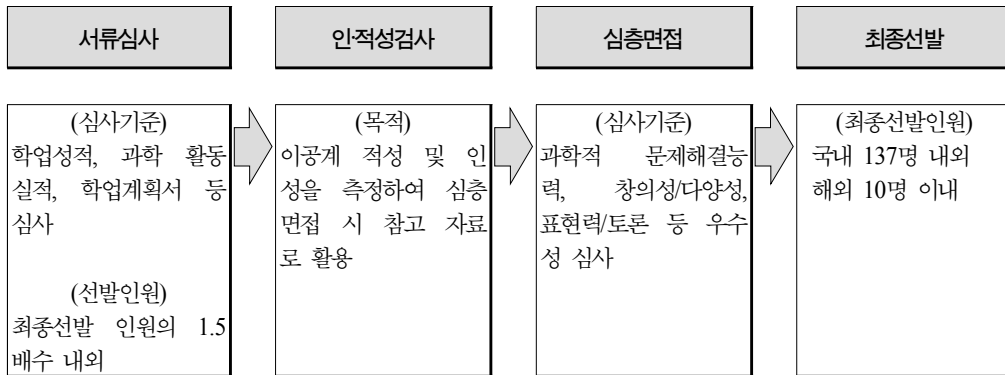 서류심사
인·적성검사
심층면접
최종선발
(심사기준)
학업성적, 과학 활동
실적, 학업계획서 등
심사
(선발인원)
최종선발 인원의 1.5
배수 내외
(목적)
이공계 적성 및 인
성을 측정하여 심층
면접 시 참고 자료
로 활용
(심사기준)
과학적 문제해결능
력, 창의성/다양성,
표현력/토론 등 우수
성 심사
(최종선발인원)
국내 137명 내외
해외 10명 이내